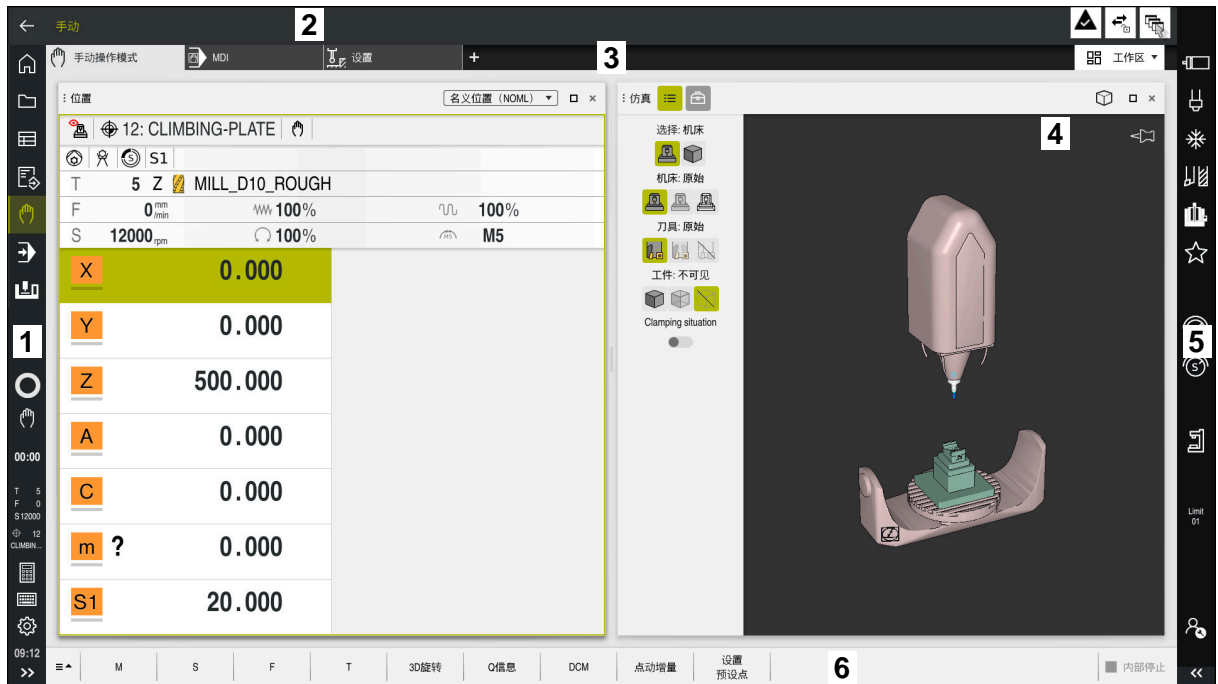 手动
2
手动操作模式
MDI
设置
+
3
工作区
位置
名义位置（NOML）
12: CLIMBING-PLATE
S1
T 5 Z MILL_D10_ROUGH
F 0 mm/min 100% 100%
S 12000 rpm 100% M5
X 0.000
Y 0.000
Z 500.000
A 0.000
C 0.000
m ? 0.000
S1 20.000
仿真
选择: 机床
机床: 原始
刀具: 原始
工件: 不可见
Clamping situation
4
1
00:00
T 5
F 0
S12000
12
CLIMBIN...
09:12
5
S
Limit
01
M
S
F
T
3D旋转
Q信息
DCM
点动增量
设置
预设点
6
内部停止